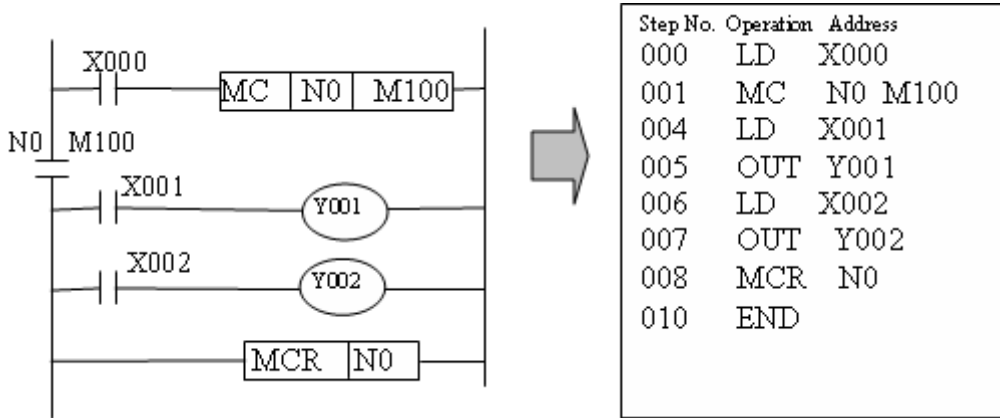 X000
MC N0 M100
N0 M100
X001
Y001
X002
Y002
MCR N0
Step No. Operation Address
000 LD X000
001 MC N0 M100
004 LD X001
005 OUT Y001
006 LD X002
007 OUT Y002
008 MCR N0
010 END